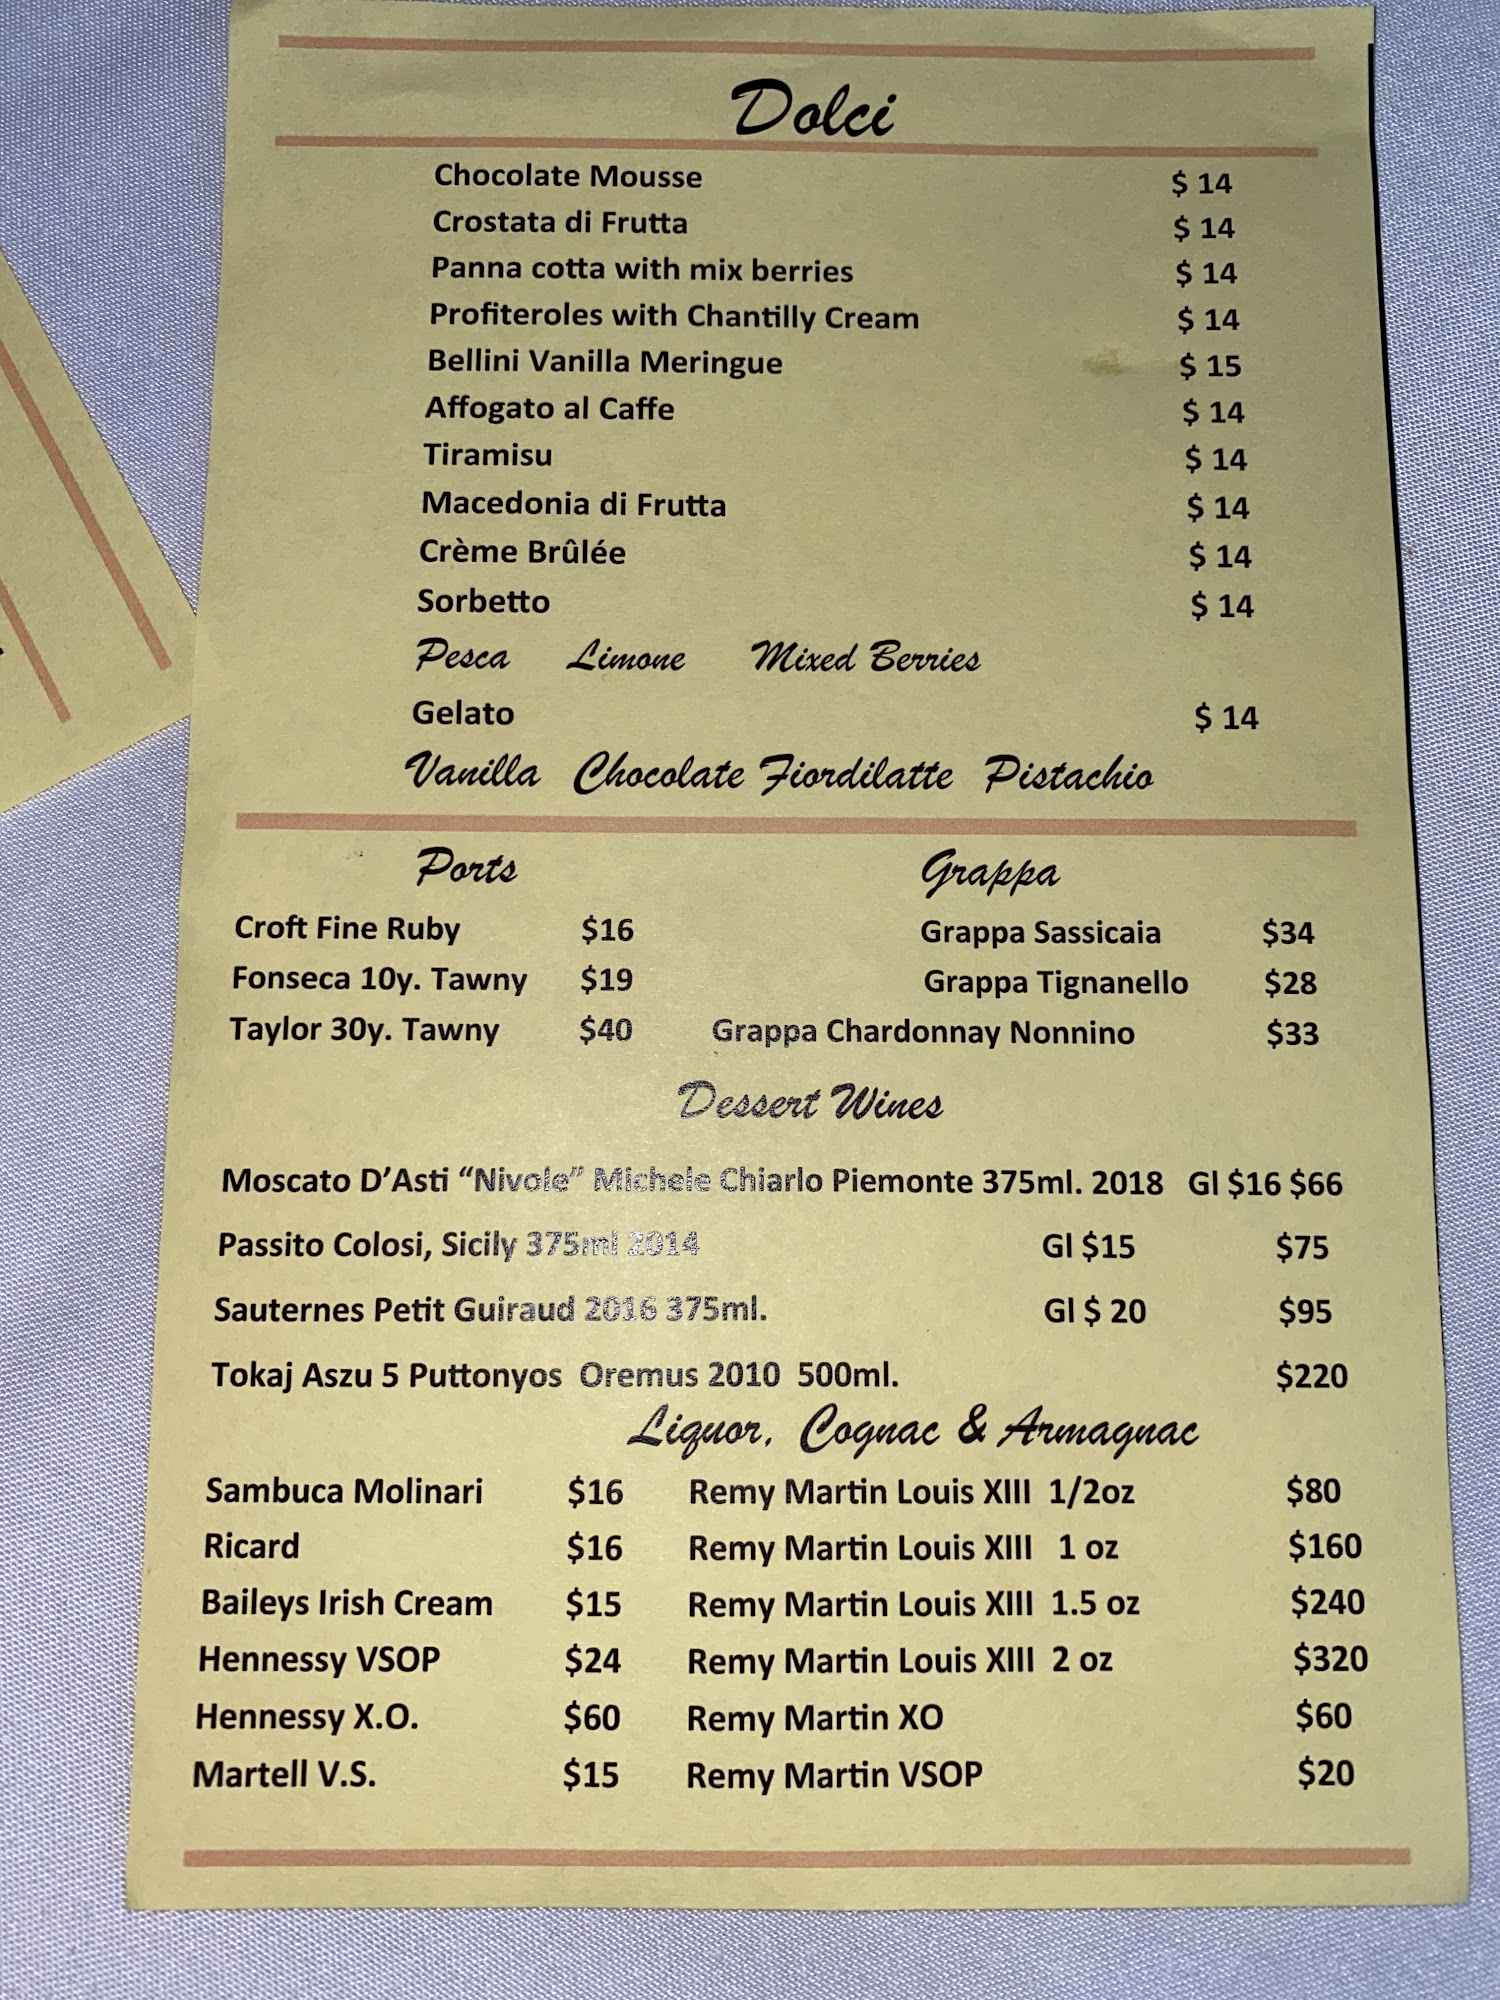 Dolci
Chocolate Mousse $ 14
Crostata di Frutta $ 14
Panna cotta with mix berries $ 14
Profiteroles with Chantilly Cream $ 14
Bellini Vanilla Meringue $ 15
Affogato al Caffe $ 14
Tiramisu $ 14
Macedonia di Frutta $ 14
Crème Brûlée $ 14
Sorbetto $ 14
Pesca Limone Mixed Berries
Gelato $ 14
Vanilla Chocolate Fiordilatte Pistachio
Ports Grappa
Croft Fine Ruby $16 Grappa Sassicaia $34
Fonseca 10y. Tawny $19 Grappa Tignanello $28
Taylor 30y. Tawny $40 Grappa Chardonnay Nonnino $33
Dessert Wines
Moscato D’Asti “Nivole” Michele Chiarlo Piemonte 375ml. 2018 Gl $16 $66
Passito Colosi, Sicily 375ml 2014 Gl $15 $75
Sauternes Petit Guiraud 2016 375ml. Gl $ 20 $95
Tokaj Aszu 5 Puttonyos Oremus 2010 500ml. $220
Liquor, Cognac & Armagnac
Sambuca Molinari $16 Remy Martin Louis XIII 1/2oz $80
Ricard $16 Remy Martin Louis XIII 1 oz $160
Baileys Irish Cream $15 Remy Martin Louis XIII 1.5 oz $240
Hennessy VSOP $24 Remy Martin Louis XIII 2 oz $320
Hennessy X.O. $60 Remy Martin XO $60
Martell V.S. $15 Remy Martin VSOP $20